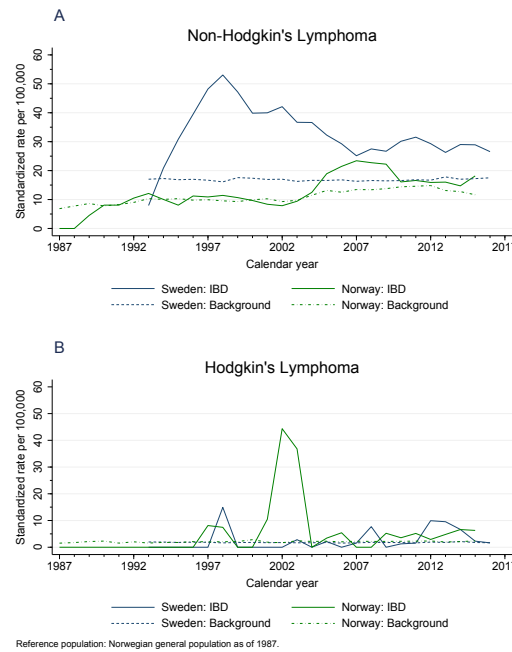 A
Non-Hodgkin's Lymphoma
Standardized rate per 100,000
60
50
40
30
20
10
0
1987 1992 1997 2002 2007 2012 2017
Calendar year
Sweden: IBD Norway: IBD
Sweden: Background Norway: Background
B
Hodgkin's Lymphoma
Standardized rate per 100,000
60
50
40
30
20
10
0
1987 1992 1997 2002 2007 2012 2017
Calendar year
Sweden: IBD Norway: IBD
Sweden: Background Norway: Background
Reference population: Norwegian general population as of 1987.